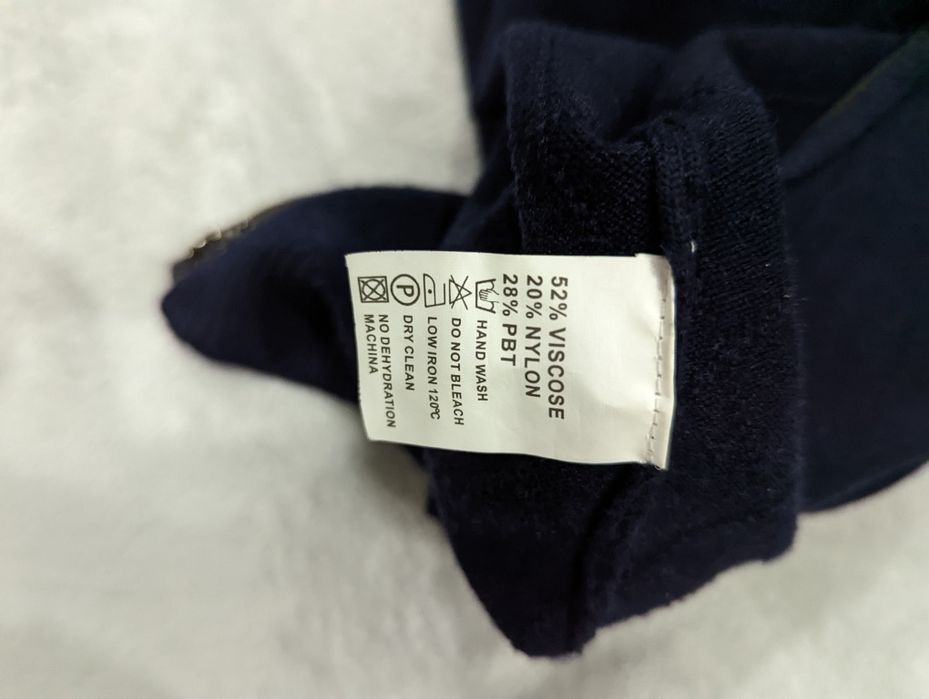 52% VISCOSE
20% NYLON
28% PBT
HAND WASH
DO NOT BLEACH
LOW IRON 120℃
P DRY CLEAN
NO DEHYDRATION
MACHINA